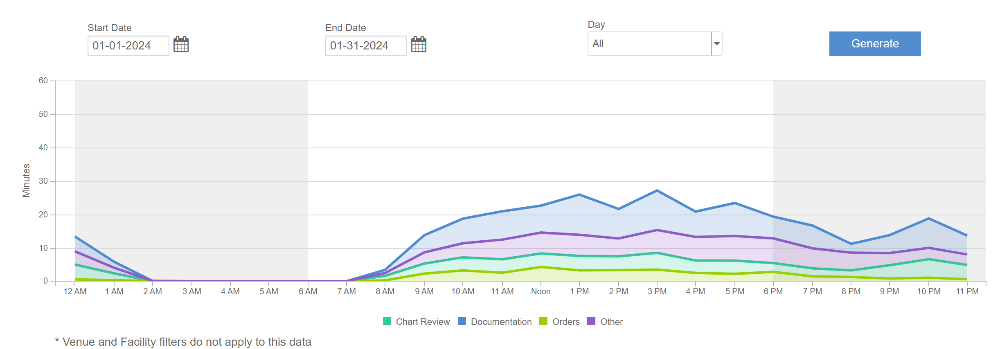 Start Date
End Date
Day
01-01-2024
01-31-2024
All
Generate
60
50
40
30
20
10
0
Minutes
12 AM 1 AM 2 AM 3 AM 4 AM 5 AM 6 AM 7 AM 8 AM 9 AM 10 AM 11 AM Noon 1 PM 2 PM 3 PM 4 PM 5 PM 6 PM 7 PM 8 PM 9 PM 10 PM 11 PM
Chart Review Documentation Orders Other
* Venue and Facility filters do not apply to this data